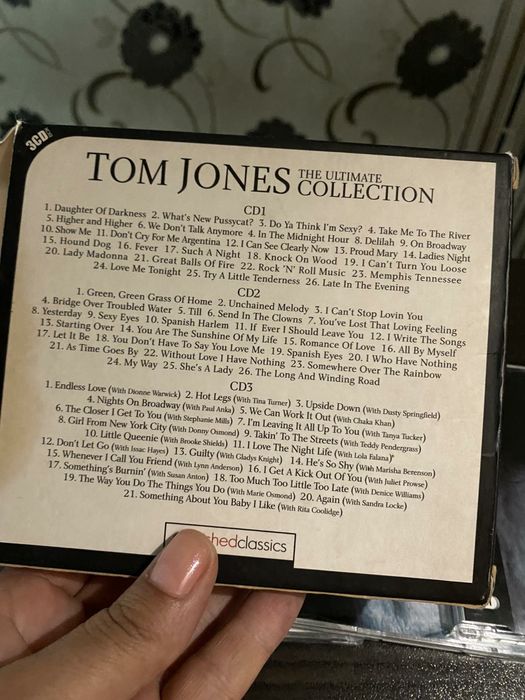 3CD
TOM JONES THE ULTIMATE COLLECTION
CD1
1. Daughter Of Darkness 2. What's New Pussycat? 3. Do Ya Think I'm Sexy? 4. Take Me To The River
5. Higher and Higher 6. We Don't Talk Anymore 4. In The Midnight Hour 8. Delilah 9. On Broadway
10. Show Me 11. Don't Cry For Me Argentina 12. I Can See Clearly Now 13. Proud Mary 14. Ladies Night
15. Hound Dog 16. Fever 17. Such A Night 18. Knock On Wood 19. I Can't Turn You Loose
20. Lady Madonna 21. Great Balls Of Fire 22. Rock 'N' Roll Music 23. Memphis Tennessee
24. Love Me Tonight 25. Try A Little Tenderness 26. Late In The Evening
CD2
1. Green, Green Grass Of Home 2. Unchained Melody 3. I Can't Stop Lovin You
4. Bridge Over Troubled Water 5. Till 6. Send In The Clowns 7. You've Lost That Loving Feeling
8. Yesterday 9. Sexy Eyes 10. Spanish Harlem 11. If Ever I Should Leave You 12. I Write The Songs
13. Starting Over 14. You Are The Sunshine Of My Life 15. Romance Of Love 16. All By Myself
17. Let It Be 18. You Don't Have To Say You Love Me 19. Spanish Eyes 20. I Who Have Nothing
21. As Time Goes By 22. Without Love I Have Nothing 23. Somewhere Over The Rainbow
24. My Way 25. She's A Lady 26. The Long And Winding Road
CD3
1. Endless Love (With Dionne Warwick) 2. Hot Legs (With Tina Turner) 3. Upside Down (With Dusty Springfield)
4. Nights On Broadway (With Paul Anka) 5. We Can Work It Out (With Chaka Khan)
6. The Closer I Get To You (With Stephanie Mills) 7. I'm Leaving It All Up To You (With Tanya Tucker)
8. Girl From New York City (With Donny Osmond) 9. Takin' To The Streets (With Teddy Pendergrass)
10. Little Queenie (With Brooke Shields) 11. I Love The Night Life (With Lola Falana)
12. Don't Let Go (With Issac Hayes) 13. Guilty (With Gladys Knight) 14. He's So Shy (With Marisha Berenson)
15. Whenever I Call You Friend (With Lynn Anderson) 16. I Get A Kick Out Of You (With Juliet Prowse)
17. Something's Burnin' (With Susan Anton) 18. Too Much Too Little Too Late (With Denice Williams)
19. The Way You Do The Things You Do (With Marie Osmond) 20. Again (With Sandra Locke)
21. Something About You Baby I Like (With Rita Coolidge)
hedclassics